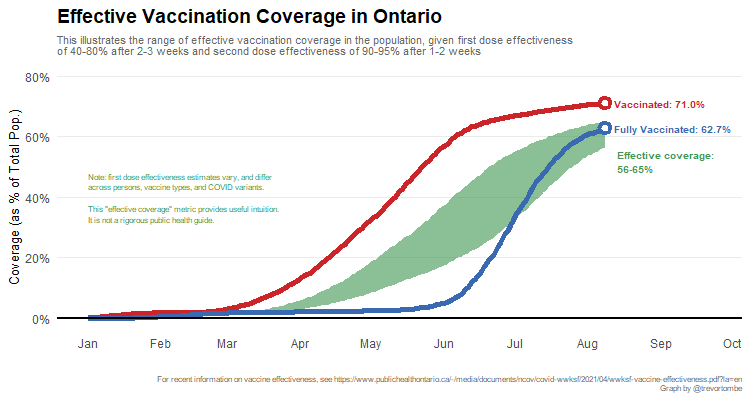 Effective Vaccination Coverage in Ontario
This illustrates the range of effective vaccination coverage in the population, given first dose effectiveness
of 40-80% after 2-3 weeks and second dose effectiveness of 90-95% after 1-2 weeks
Coverage (as % of Total Pop.)
80%
60%
40%
20%
0%
Note: first dose effectiveness estimates vary, and differ
across persons, vaccine types, and COVID variants.
This "effective coverage" metric provides useful intuition.
It is not a rigorous public health guide.
Vaccinated: 71.0%
Fully Vaccinated: 62.7%
Effective coverage:
56-65%
Jan Feb Mar Apr May Jun Jul Aug Sep Oct
For recent information on vaccine effectiveness, see https://www.publichealthontario.ca/-/media/documents/ncov/covid-wwksf/2021/04/wwksf-vaccine-effectiveness.pdf?la=en
Graph by @trevortombe